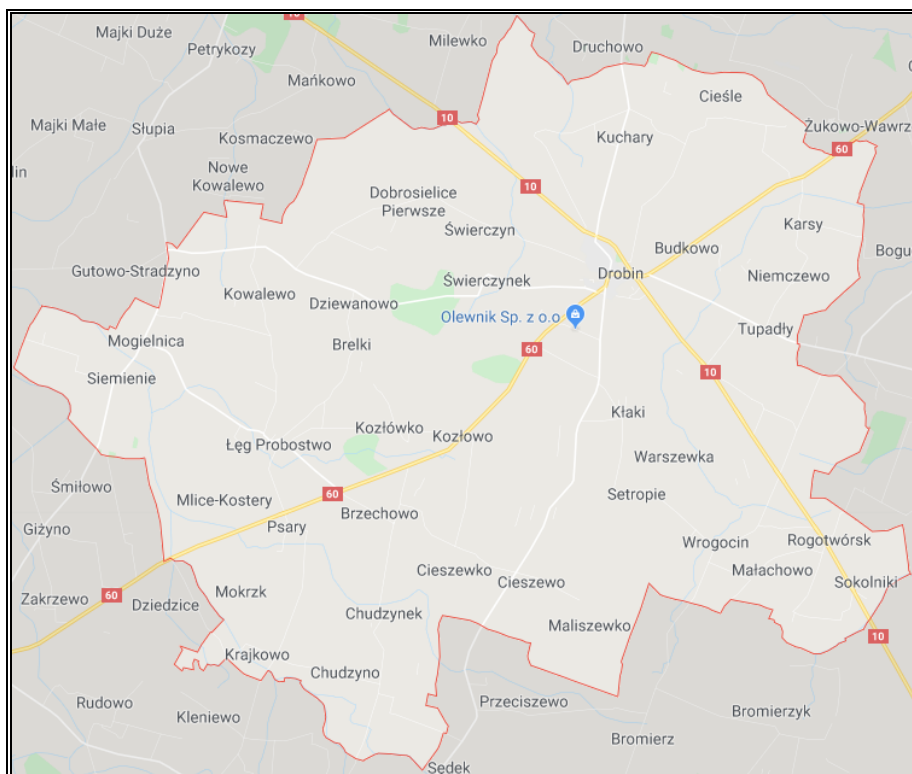 10
Majki Duże
Petrykozy
Milewko
Druchowo
Mańkowo
Cieśle
10
Majki Małe
Słupia
Kosmaczewo
Kuchary
Żukowo-Wawrz
60
lin
Nowe
Kowalewo
Dobrosielice
Pierwsze
10
Świerczyn
Karsy
Budkowo
Bogu
Gutowo-Stradzyno
Świerczynek
Drobin
Niemczewo
Kowalewo
Dziewanowo
Olewnik Sp. z o.o
Tupadły
Mogielnica
Brelki
60
Siemienie
10
Kłaki
Kozłówko
Kozłowo
Łęg Probostwo
Warszewka
Śmiłowo
Mlice-Kostery
60
Setropie
Giżyno
Psary
Brzechowo
Wrogocin
Rogotwórsk
Cieszewko
Cieszewo
Małachowo
Sokolniki
Zakrzewo
60
Dziedzice
Mokrzk
Chudzynek
Maliszewko
10
Krajkowo
Chudzyno
Rudowo
Kleniewo
Przeciszewo
Bromierzyk
Bromierz
Sędek